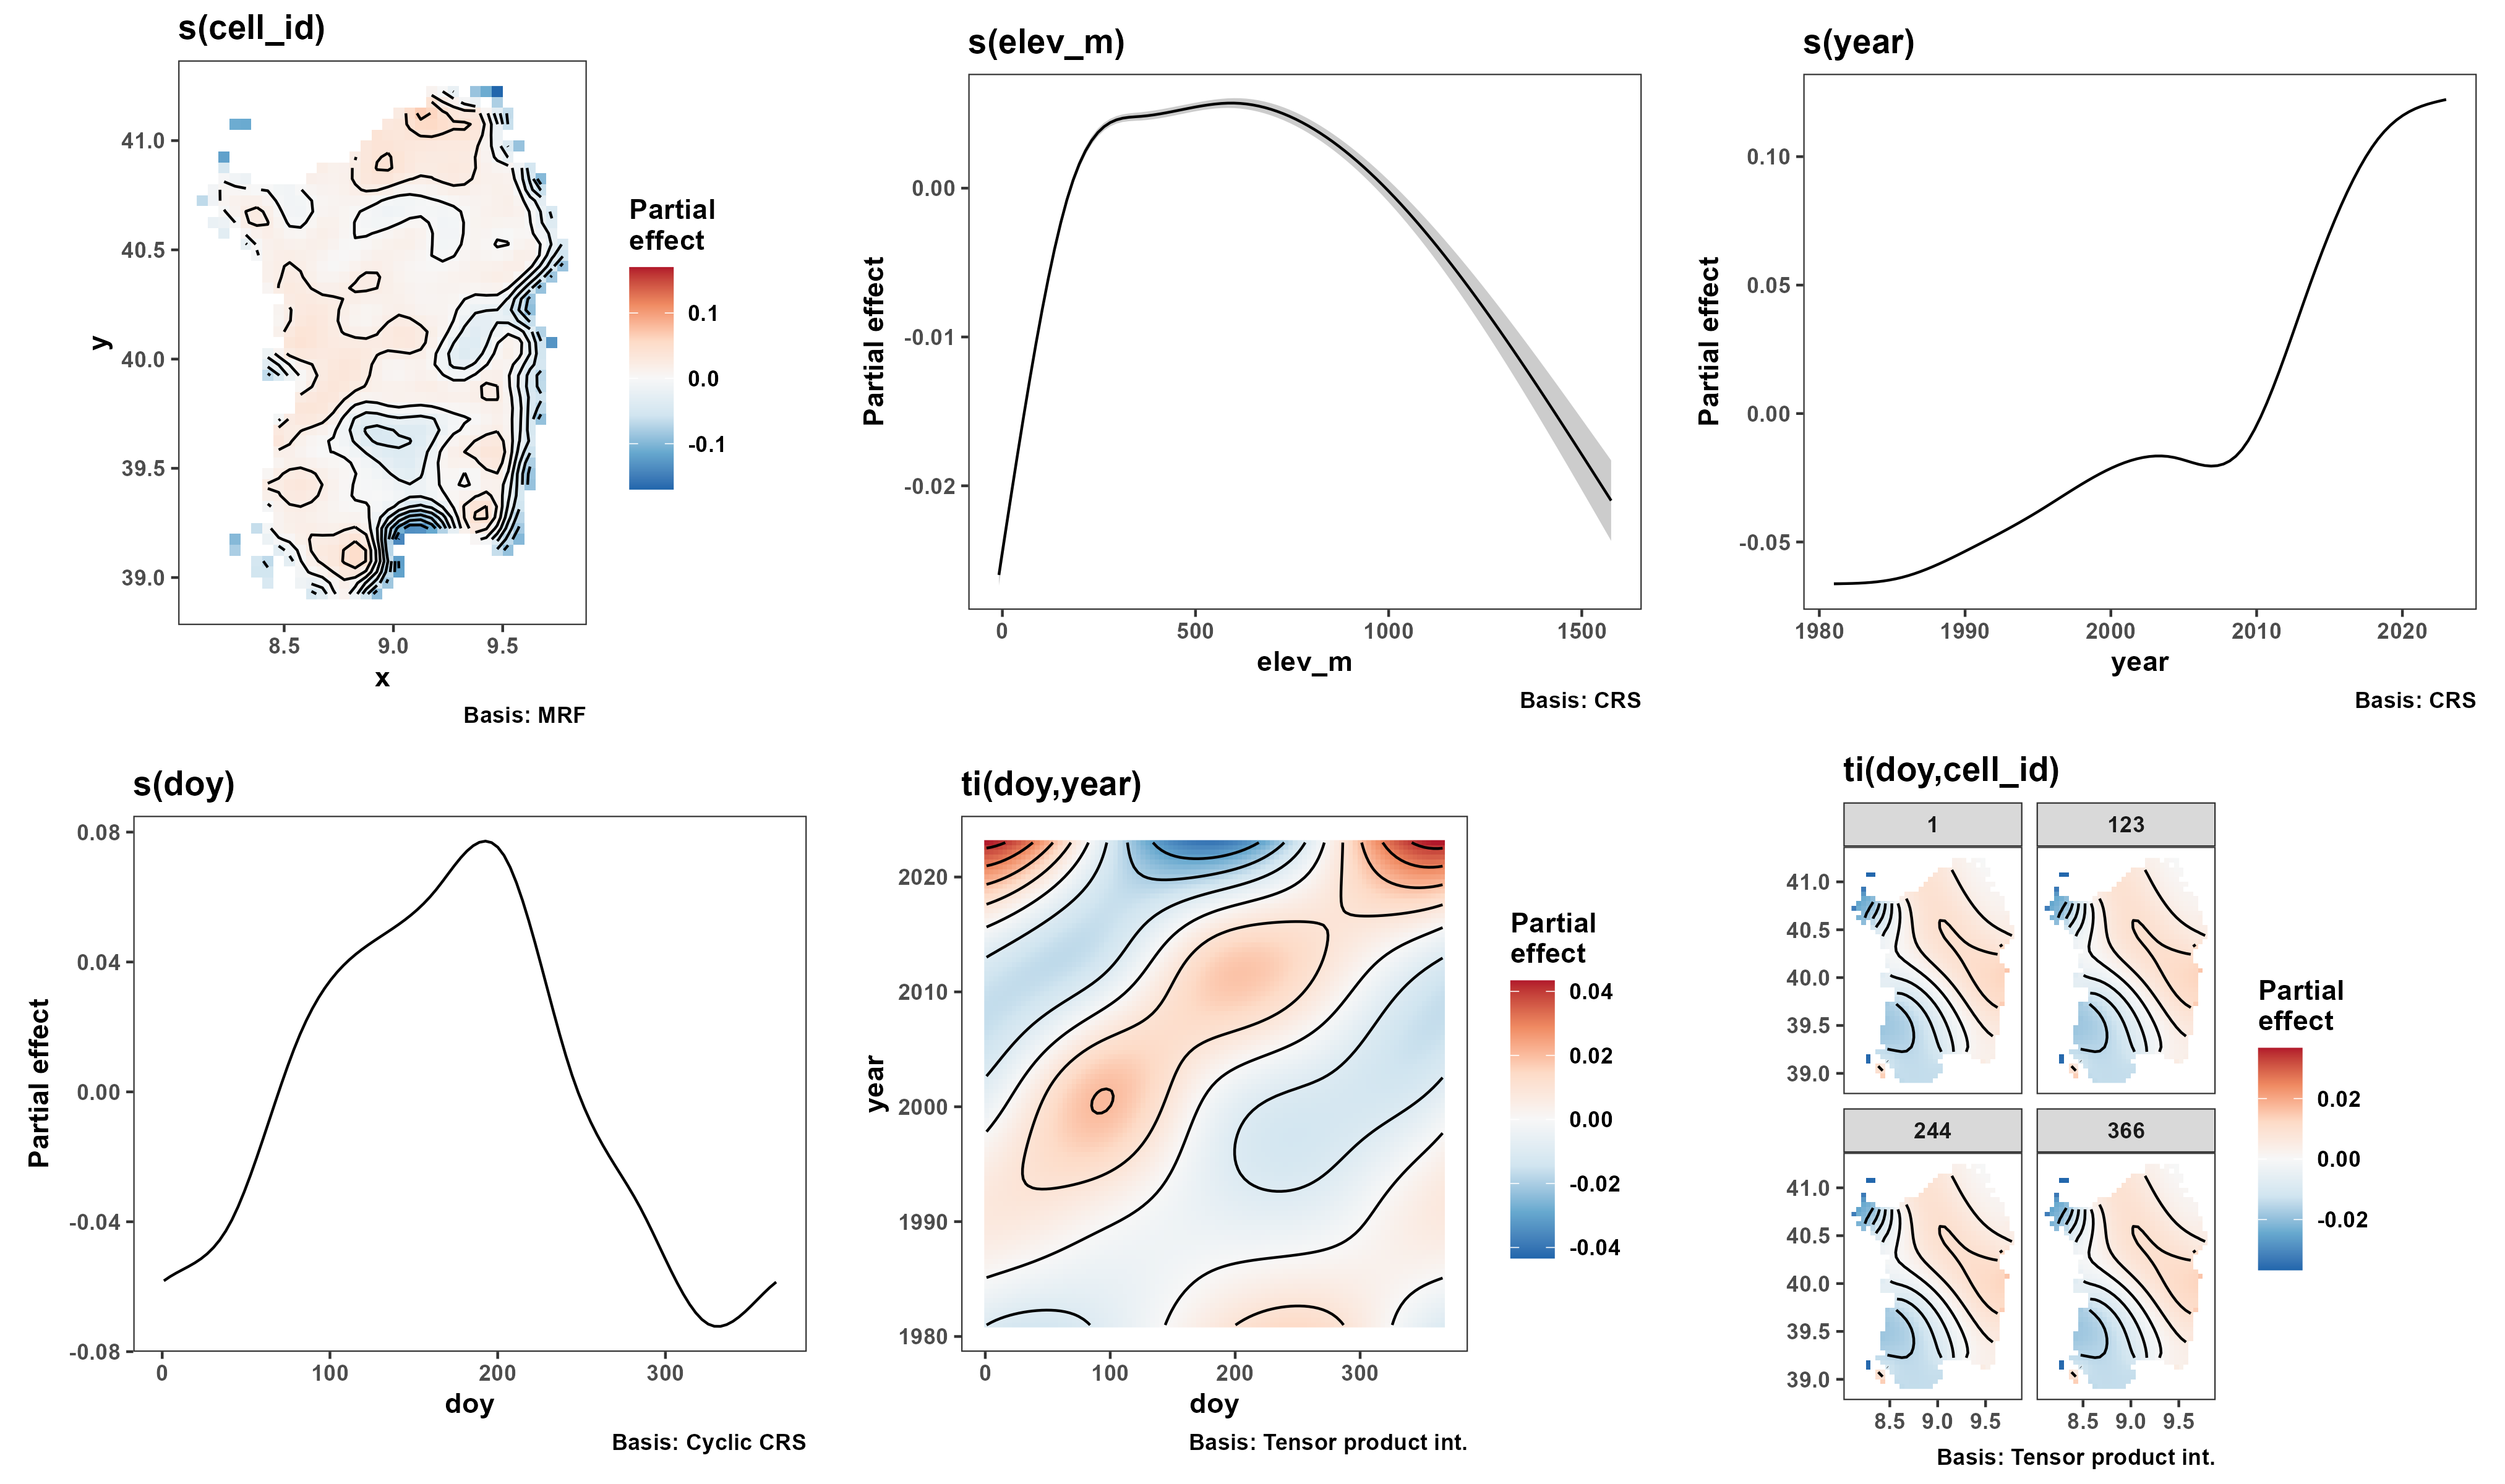 s(cell_id)
41.0
40.5
40.0
39.5
39.0
y
8.5 9.0 9.5
x
Partial
effect
0.1
0.0
-0.1
Basis: MRF
s(elev_m)
Partial effect
0.00
-0.01
-0.02
0 500 1000 1500
elev_m
Basis: CRS
s(year)
Partial effect
0.10
0.05
0.00
-0.05
1980 1990 2000 2010 2020
year
Basis: CRS
s(doy)
Partial effect
0.08
0.04
0.00
-0.04
-0.08
0 100 200 300
doy
Basis: Cyclic CRS
ti(doy,year)
year
2020
2010
2000
1990
1980
0 100 200 300
doy
Partial
effect
0.04
0.02
0.00
-0.02
-0.04
Basis: Tensor product int.
ti(doy,cell_id)
1 123
41.0
40.5
40.0
39.5
39.0
244 366
41.0
40.5
40.0
39.5
39.0
8.5 9.0 9.5 8.5 9.0 9.5
Partial
effect
0.02
0.00
-0.02
Basis: Tensor product int.